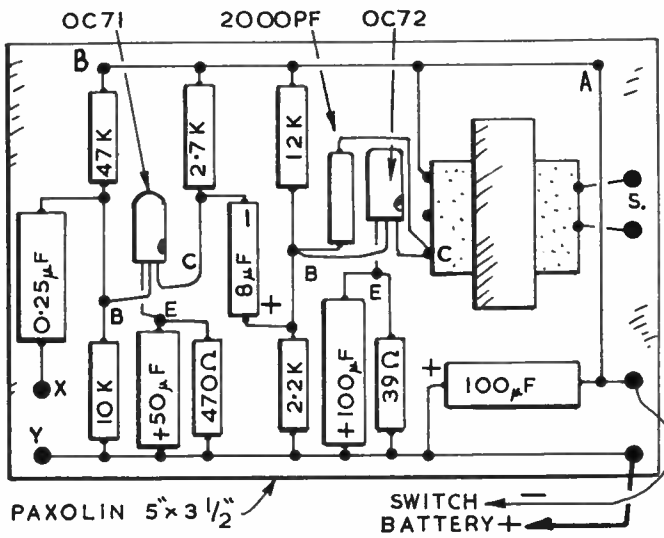 OC71
2000PF
OC72
B
A
47K
2·7K
12K
S.
C
0·25µF
C
8µF
−
+
B
B
E
E
X
Y
10K
+50µF
470Ω
2·2K
+100µF
39Ω
+
100µF
PAXOLIN 5"x 3 1/2"
SWITCH −
BATTERY +